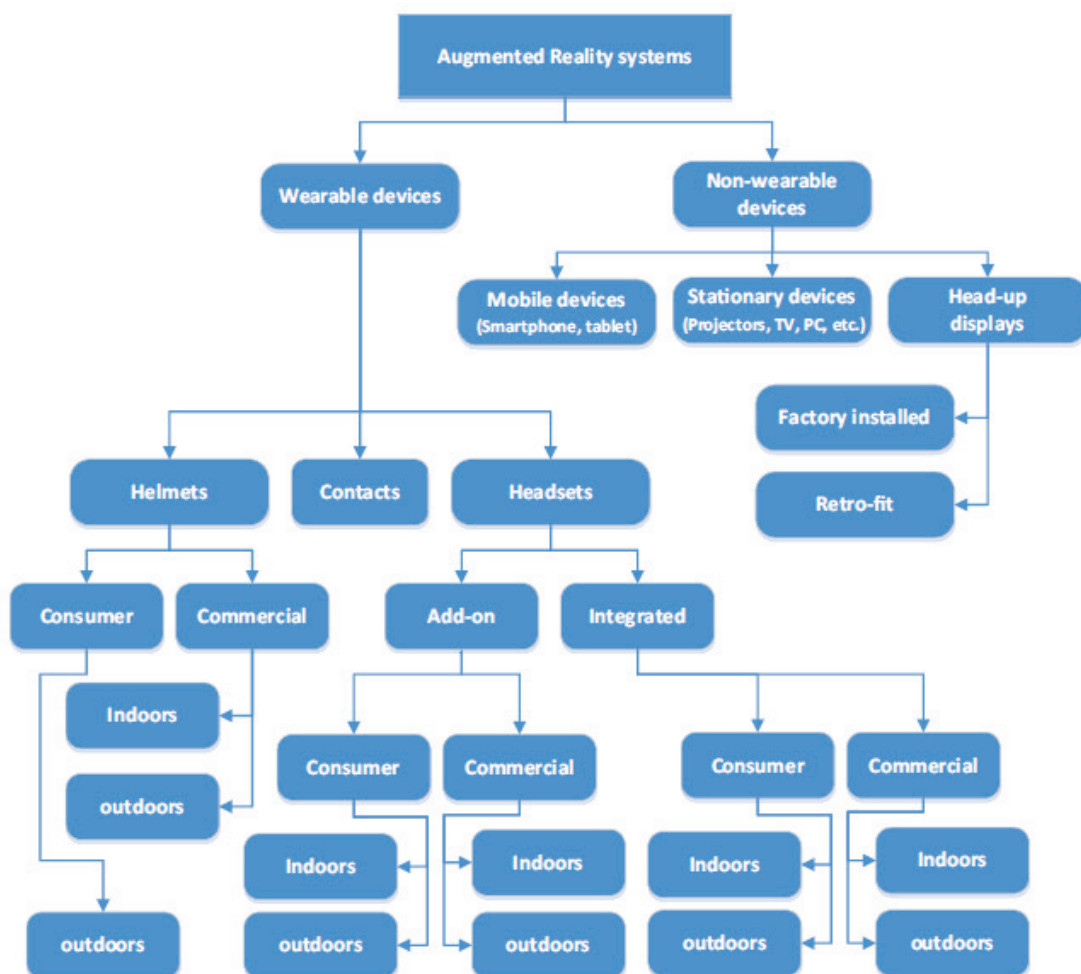 Augmented Reality systems
Wearable devices
Non-wearable
devices
Mobile devices
(Smartphone, tablet)
Stationary devices
(Projectors, TV, PC, etc.)
Head-up
displays
Factory installed
Retro-fit
Helmets
Contacts
Headsets
Consumer
Commercial
Add-on
Integrated
Indoors
outdoors
outdoors
Consumer
Commercial
Indoors
Indoors
outdoors
outdoors
Consumer
Commercial
Indoors
Indoors
outdoors
outdoors